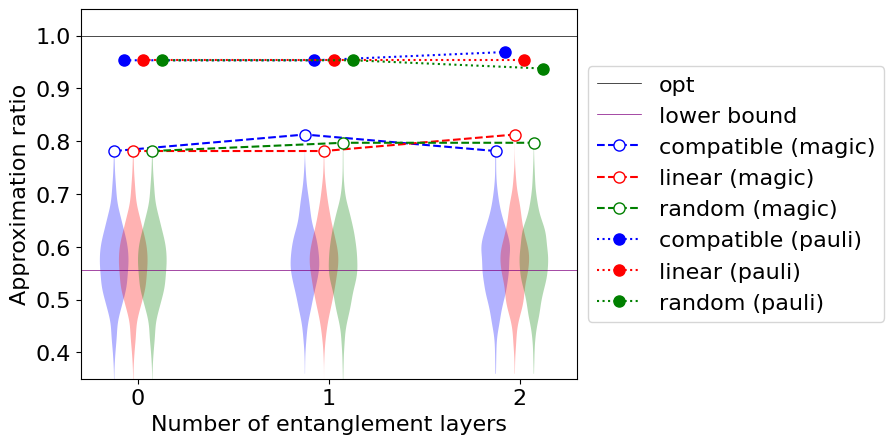 1.0
0.9
0.8
0.7
0.6
0.5
0.4
Approximation ratio
0
1
2
Number of entanglement layers
opt
lower bound
compatible (magic)
linear (magic)
random (magic)
compatible (pauli)
linear (pauli)
random (pauli)